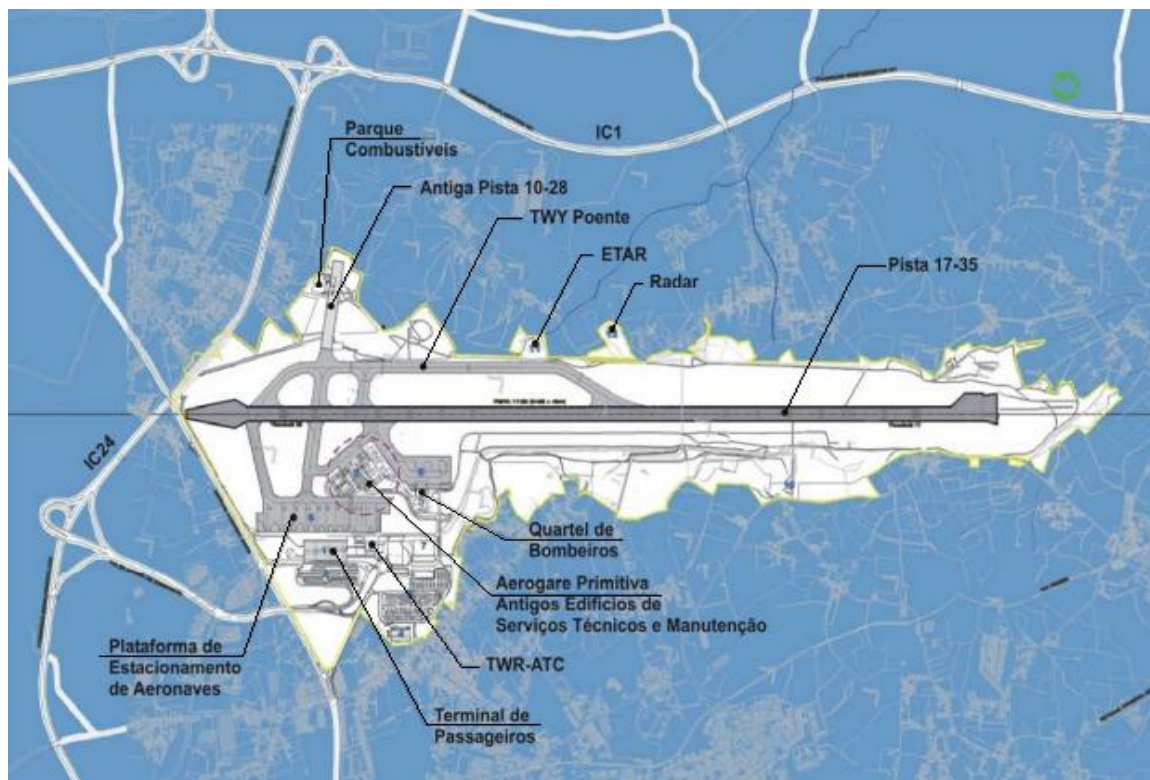 IC1
Parque
Combustíveis
Antiga Pista 10-28
TWY Poente
ETAR
Radar
Pista 17-35
IC24
Quartel de
Bombeiros
Aerogare Primitiva
Antigos Edifícios de
Serviços Técnicos e Manutenção
Plataforma de
Estacionamento
de Aeronaves
TWR-ATC
Terminal de
Passageiros